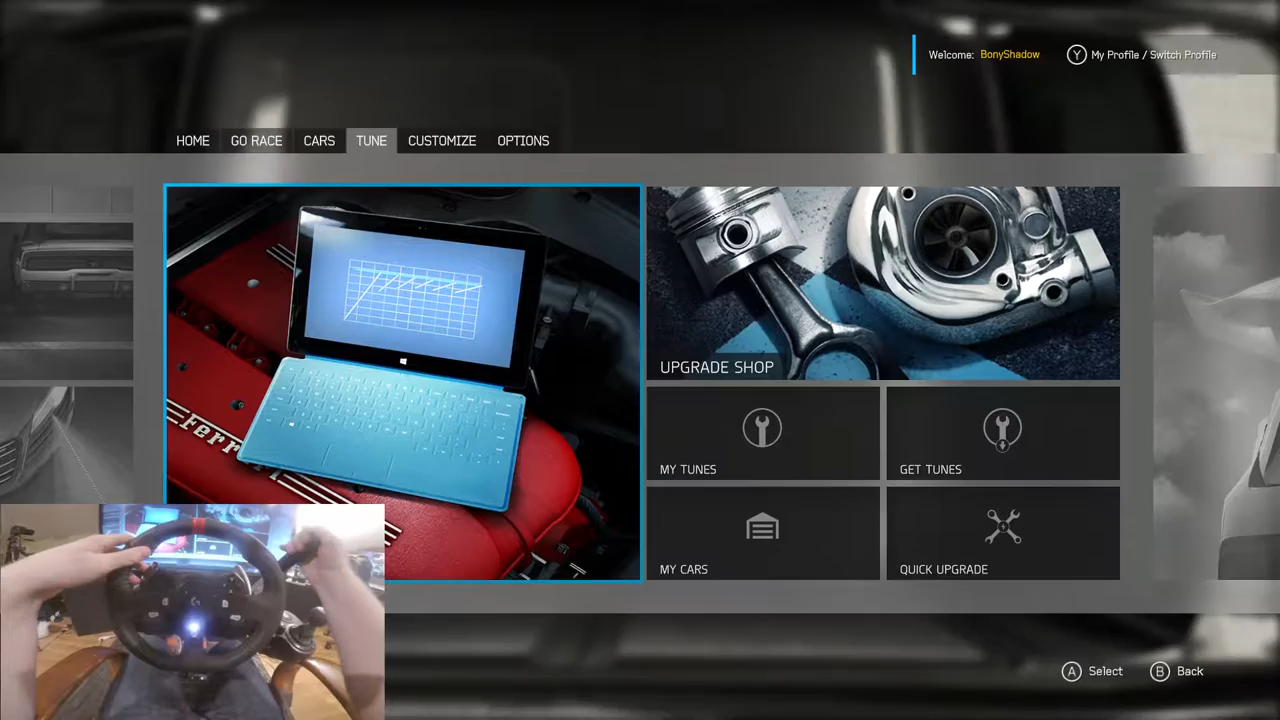 Welcome: BonyShadow
Y My Profile / Switch Profile
HOME GO RACE CARS TUNE CUSTOMIZE OPTIONS
UPGRADE SHOP
MY TUNES
GET TUNES
MY CARS
QUICK UPGRADE
A Select B Back